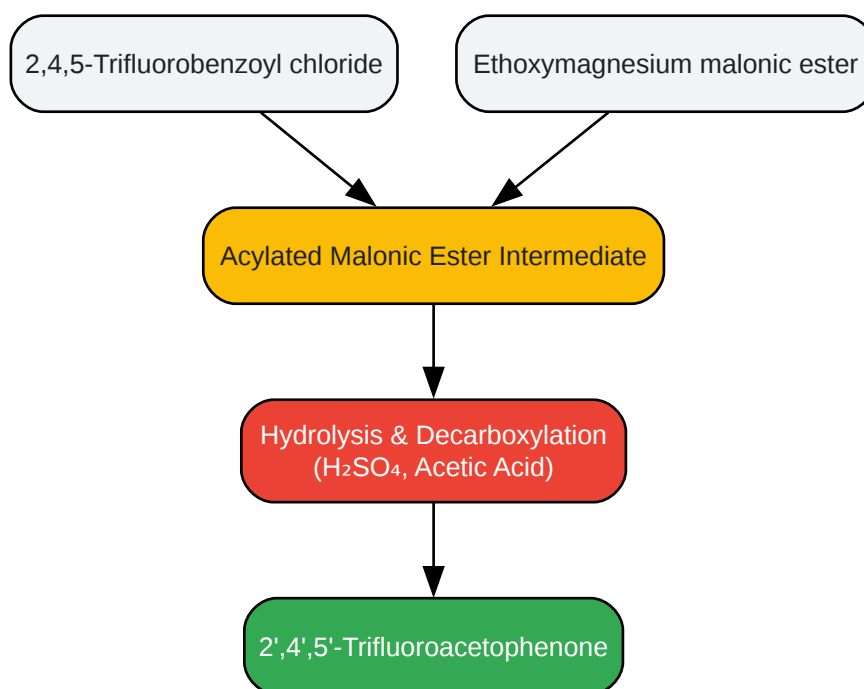 2,4,5-Trifluorobenzoyl chloride
Ethoxymagnesium malonic ester
Acylated Malonic Ester Intermediate
Hydrolysis & Decarboxylation
(H₂SO₄, Acetic Acid)
2',4',5'-Trifluoroacetophenone